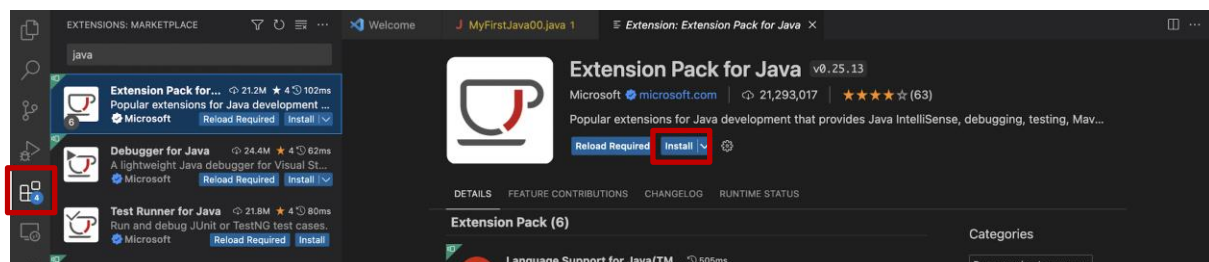 EXTENSIONS: MARKETPLACE
java
Extension Pack for... 21.2M ★ 4 102ms
Popular extensions for Java development ...
Microsoft Reload Required Install
6
Debugger for Java 24.4M ★ 4 62ms
A lightweight Java debugger for Visual St...
Microsoft Reload Required Install
4
Test Runner for Java 21.8M ★ 4 80ms
Run and debug JUnit or TestNG test cases.
Microsoft Reload Required Install
Welcome J MyFirstJava00.java 1 Extension: Extension Pack for Java ×
Extension Pack for Java v0.25.13
Microsoft microsoft.com | 21,293,017 | ★★★★☆ (63)
Popular extensions for Java development that provides Java IntelliSense, debugging, testing, Mav...
Reload Required Install
DETAILS FEATURE CONTRIBUTIONS CHANGELOG RUNTIME STATUS
Extension Pack (6)
Categories
Language Support for Java(TM 505ms